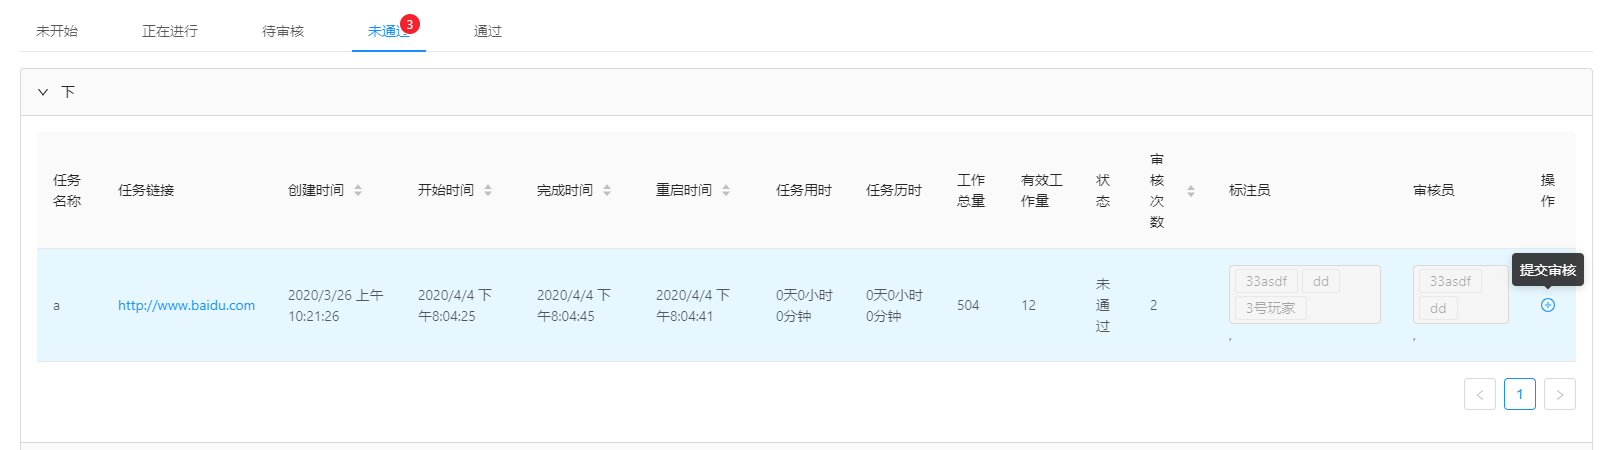 未开始 正在进行 待审核 未通过 3 通过
下
任务名称 任务链接 创建时间 开始时间 完成时间 重启时间 任务用时 任务历时 工作总量 有效工作量 状态 审核次数 标注员 审核员 操作
提交审核
a http://www.baidu.com 2020/3/26 上午10:21:26 2020/4/4 下午8:04:25 2020/4/4 下午8:04:45 2020/4/4 下午8:04:41 0天0小时0分钟 0天0小时0分钟 504 12 未通过 2 33asdf dd 3号玩家 , 33asdf dd ,
1